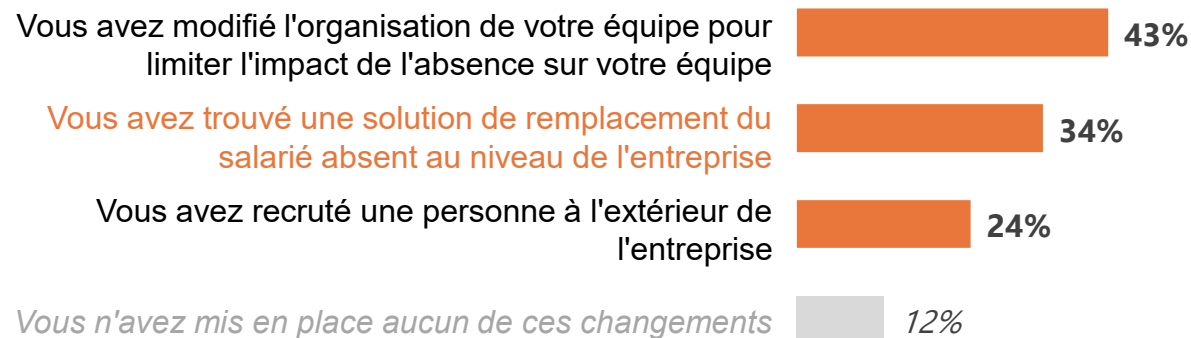 Vous avez modifié l'organisation de votre équipe pour
limiter l'impact de l'absence sur votre équipe
43%
Vous avez trouvé une solution de remplacement du
salarié absent au niveau de l'entreprise
34%
Vous avez recruté une personne à l'extérieur de
l'entreprise
24%
Vous n'avez mis en place aucun de ces changements
12%